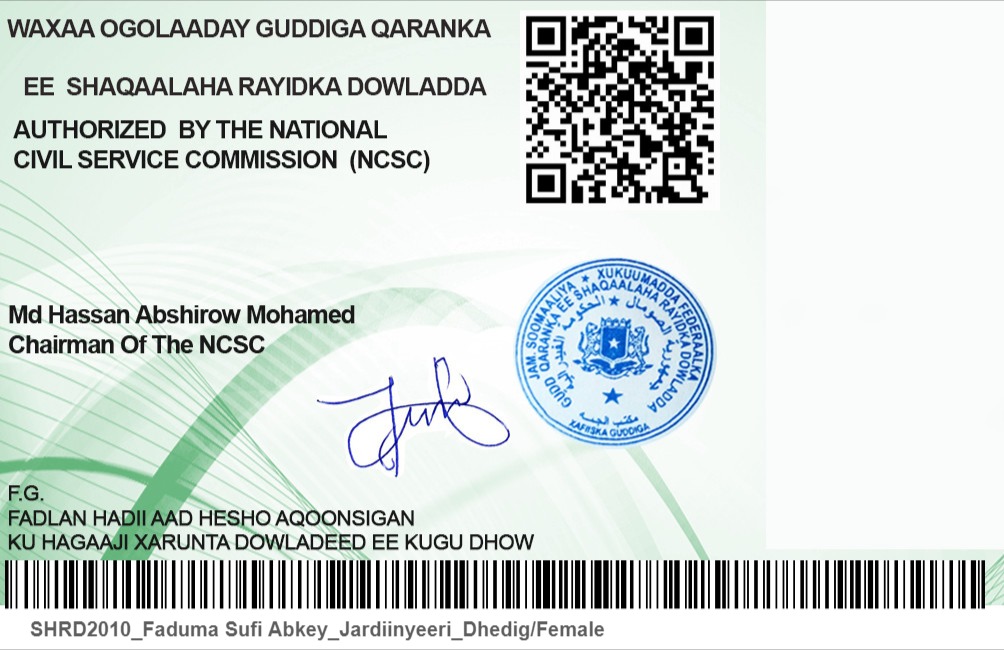 WAXAA OGOLAADAY GUDDIGA QARANKA
EE SHAQAALAHA RAYIDKA DOWLADDA
AUTHORIZED BY THE NATIONAL
CIVIL SERVICE COMMISSION (NCSC)
JAM. SOOMAALIYA ★ XUKUUMADDA FEDERAALKA
GUDD QARANKA EE SHAQAALAHA RAYIDKA DOWLADDA
مكتب الجنسة
XAFIISKA GUDDIGA
Md Hassan Abshirow Mohamed
Chairman Of The NCSC
F.G.
FADLAN HADII AAD HESHO AQOONSIGAN
KU HAGAAJI XARUNTA DOWLADEED EE KUGU DHOW
SHRD2010_Faduma Sufi Abkey_Jardiinyeeri_Dhedig/Female